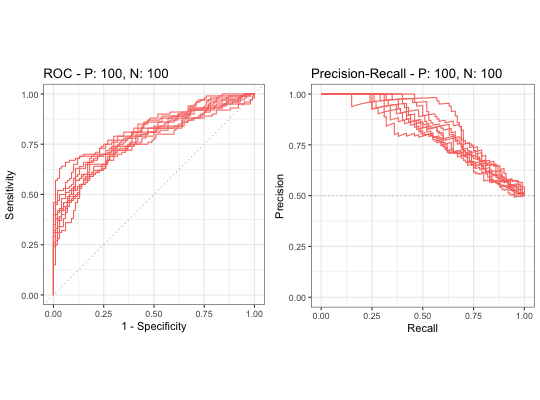 ROC - P: 100, N: 100
1.00
0.75
0.50
0.25
0.00
Sensitivity
0.00 0.25 0.50 0.75 1.00
1 - Specificity
Precision-Recall - P: 100, N: 100
1.00
0.75
0.50
0.25
0.00
Precision
0.00 0.25 0.50 0.75 1.00
Recall